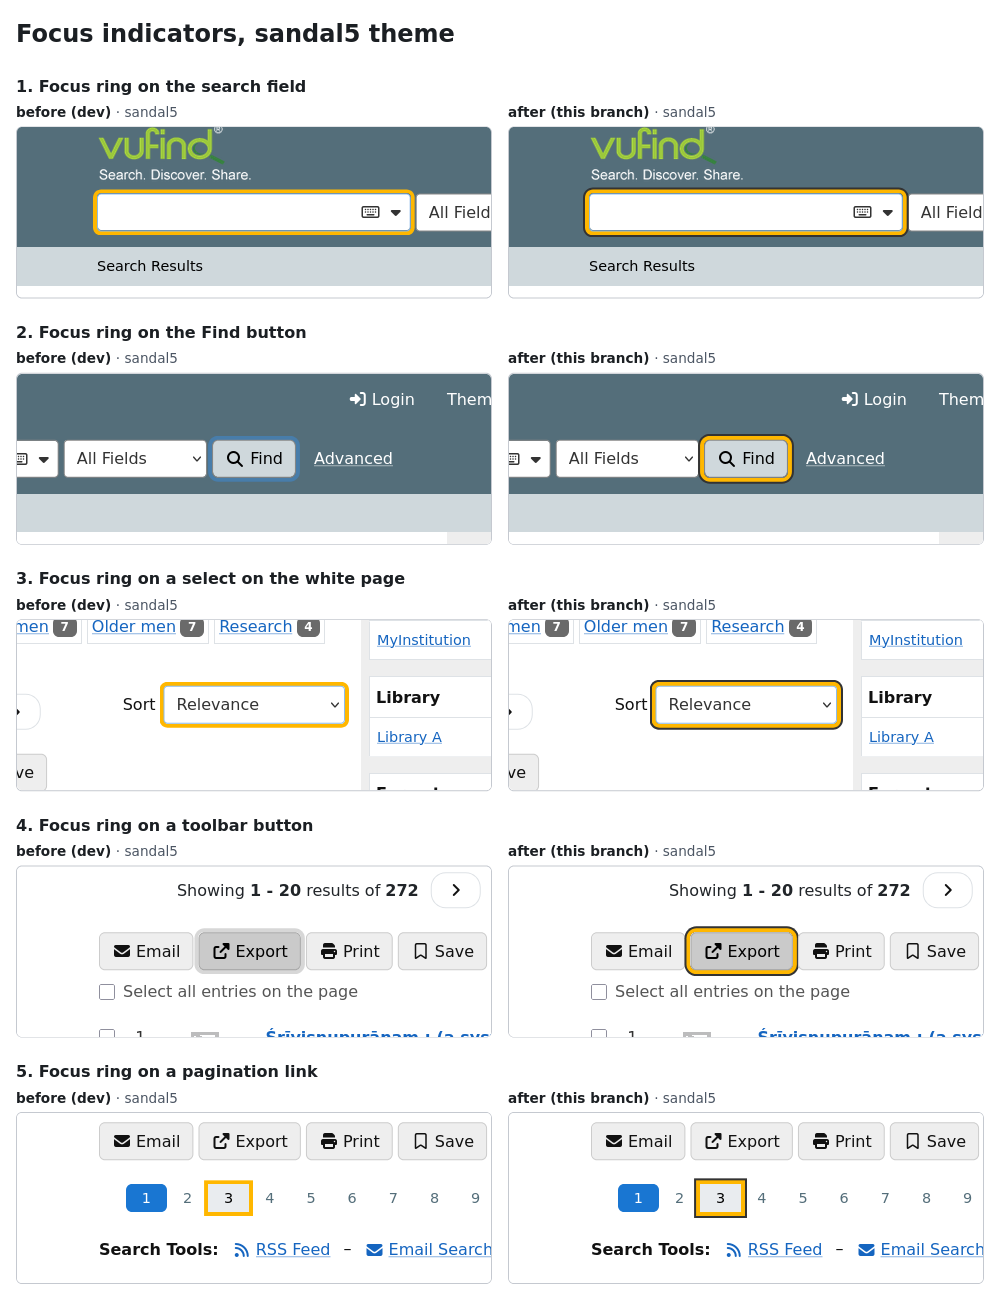 Focus indicators, sandal5 theme
1. Focus ring on the search field
before (dev) · sandal5
after (this branch) · sandal5
vufind®
Search. Discover. Share.
All Field
Search Results
vufind®
Search. Discover. Share.
All Field
Search Results
2. Focus ring on the Find button
before (dev) · sandal5
after (this branch) · sandal5
Login Them
All Fields Find Advanced
Login Them
All Fields Find Advanced
3. Focus ring on a select on the white page
before (dev) · sandal5
after (this branch) · sandal5
men 7 Older men 7 Research 4
MyInstitution
Library
Sort Relevance
Library A
ve
men 7 Older men 7 Research 4
MyInstitution
Library
Sort Relevance
Library A
ve
4. Focus ring on a toolbar button
before (dev) · sandal5
after (this branch) · sandal5
Showing 1 - 20 results of 272
Email Export Print Save
Select all entries on the page
1 Śrīviṣṇupurāṇam : (a sys
Showing 1 - 20 results of 272
Email Export Print Save
Select all entries on the page
1 Śrīviṣṇupurāṇam : (a sys
5. Focus ring on a pagination link
before (dev) · sandal5
after (this branch) · sandal5
Email Export Print Save
1 2 3 4 5 6 7 8 9
Search Tools: RSS Feed – Email Search
Email Export Print Save
1 2 3 4 5 6 7 8 9
Search Tools: RSS Feed – Email Search